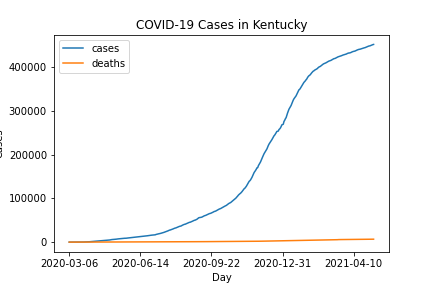 COVID-19 Cases in Kentucky
cases
deaths
400000
300000
200000
100000
0
cases
2020-03-06 2020-06-14 2020-09-22 2020-12-31 2021-04-10
Day